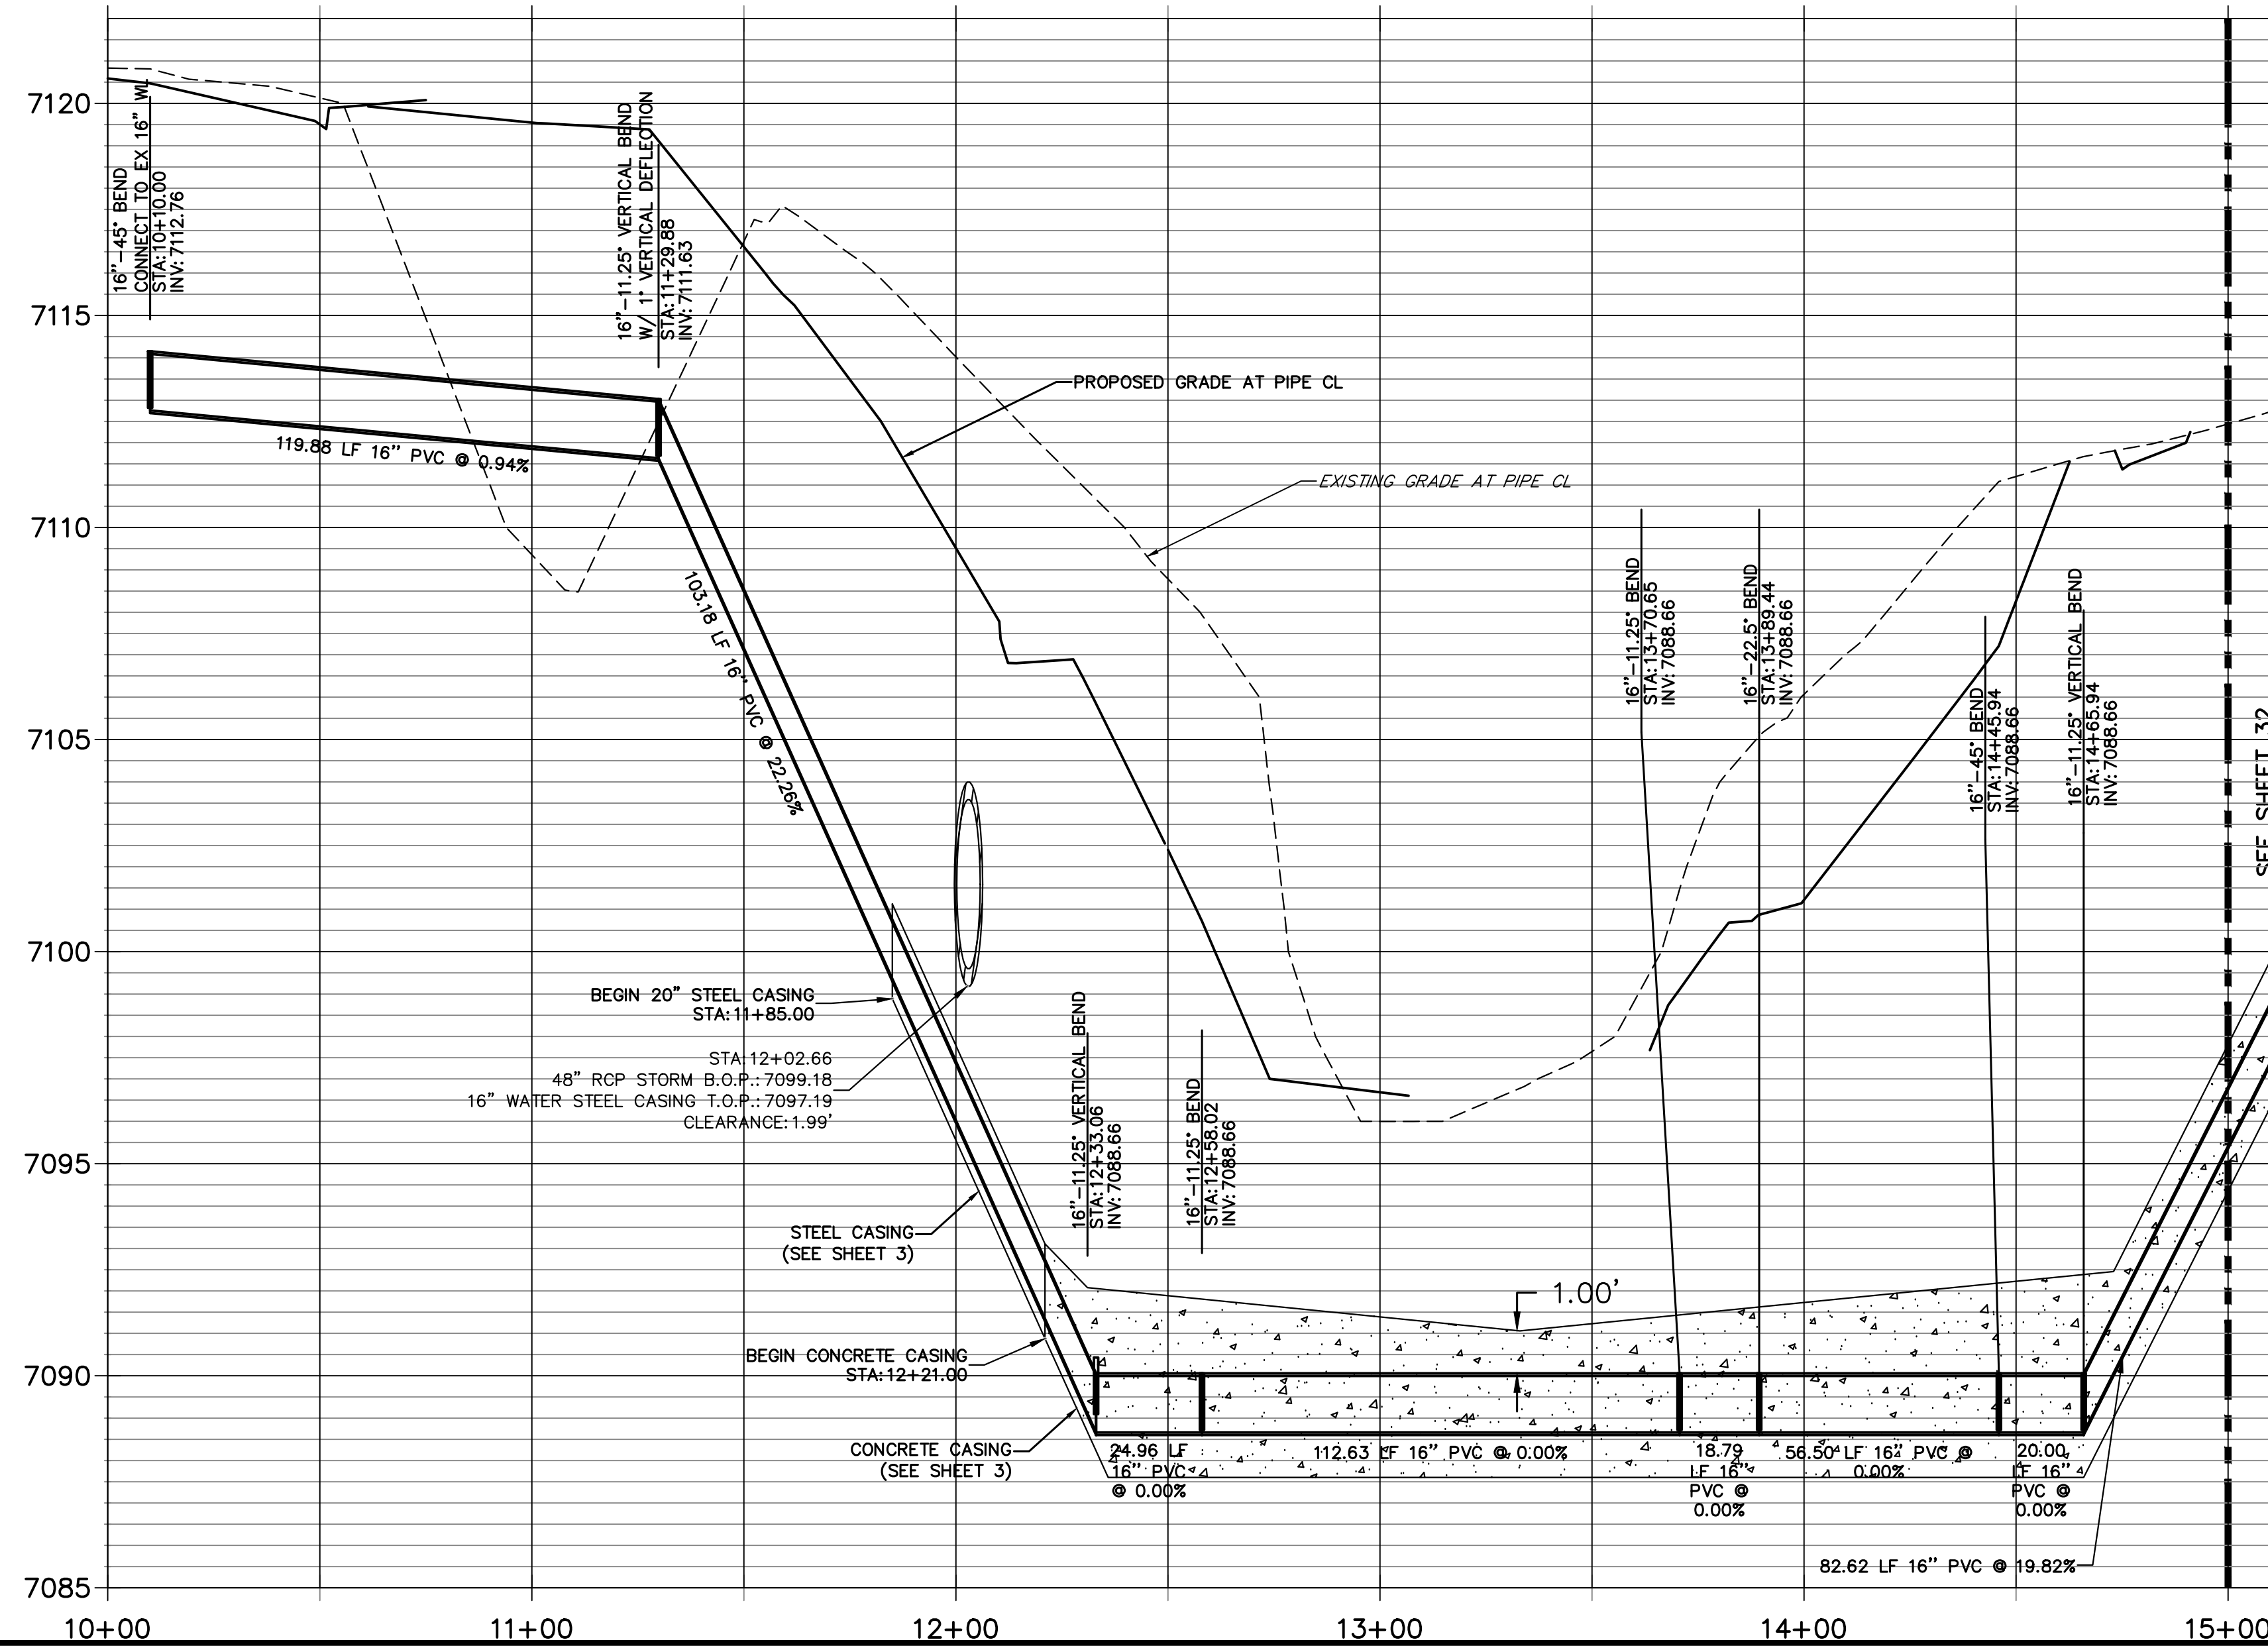 7120
7115
7110
7105
7100
7095
7090
7085
10+00
11+00
12+00
13+00
14+00
15+00
16"-45° BEND
CONNECT TO EX 16" WL
STA:10+10.00
INV:7112.76
119.88 LF 16" PVC @ 0.94%
16"-11.25° VERTICAL BEND
W/ 1° VERTICAL DEFLECTION
STA:11+29.88
INV:7111.63
103.18 LF 16" PVC @ 22.26%
PROPOSED GRADE AT PIPE CL
EXISTING GRADE AT PIPE CL
BEGIN 20" STEEL CASING
STA:11+85.00
STA:12+02.66
48" RCP STORM B.O.P.:7099.18
16" WATER STEEL CASING T.O.P.:7097.19
CLEARANCE:1.99'
STEEL CASING
(SEE SHEET 3)
BEGIN CONCRETE CASING
STA:12+21.00
CONCRETE CASING
(SEE SHEET 3)
16"-11.25° VERTICAL BEND
STA:12+33.06
INV:7088.66
16"-11.25° BEND
STA:12+58.02
INV:7088.66
16"-11.25° BEND
STA:13+70.65
INV:7088.66
16"-22.5° BEND
STA:13+89.44
INV:7088.66
16"-45° BEND
STA:14+45.94
INV:7088.66
16"-11.25° VERTICAL BEND
STA:14+65.94
INV:7088.66
1.00'
24.96 LF
16" PVC
@ 0.00%
112.63 LF 16" PVC @ 0.00%
18.79
LF 16"
PVC @
0.00%
56.50 LF 16" PVC @
0.00%
20.00
LF 16"
PVC @
0.00%
82.62 LF 16" PVC @ 19.82%
SEE SHEET 32